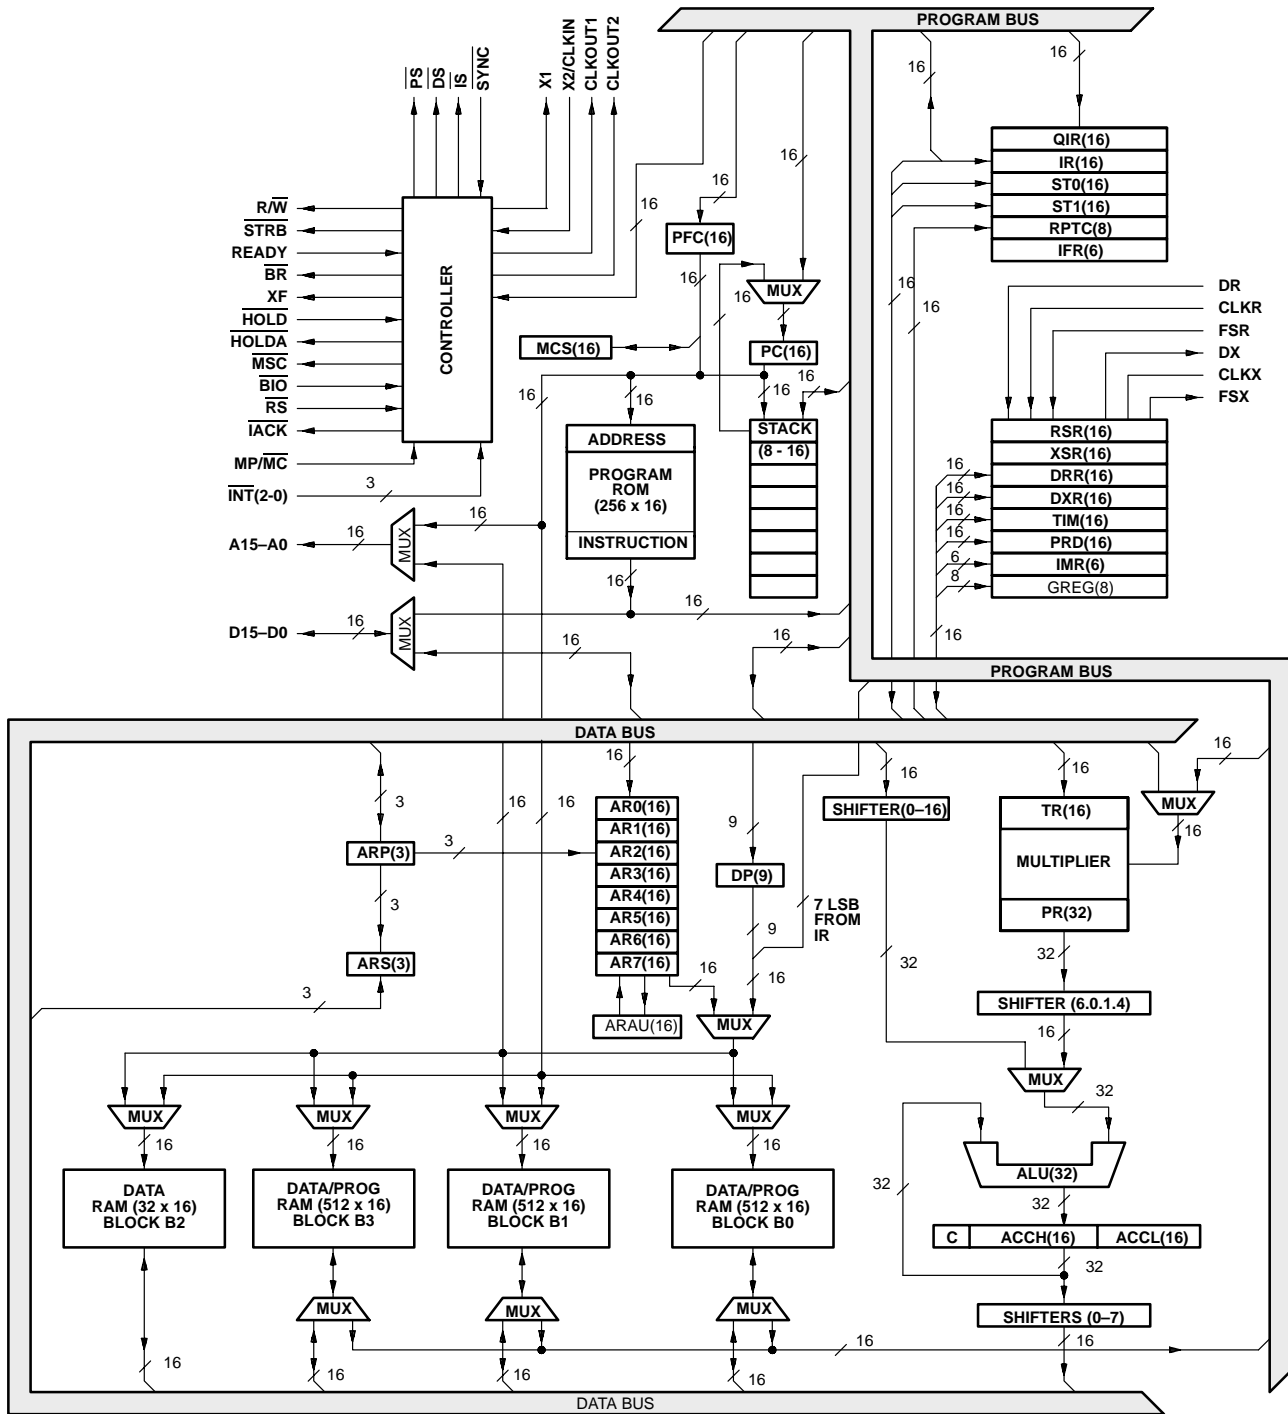 PROGRAM BUS
PS
DS
IS
SYNC
X1
X2/CLKIN
CLKOUT1
CLKOUT2
16
16
16
16
QIR(16)
IR(16)
ST0(16)
ST1(16)
RPTC(8)
IFR(6)
R/W
STRB
READY
BR
XF
HOLD
HOLDA
MSC
BIO
RS
IACK
MP/MC
INT(2-0)
3
CONTROLLER
16
PFC(16)
16
16
MUX
MCS(16)
PC(16)
16
16
16
16
16
16
DR
CLKR
FSR
DX
CLKX
FSX
ADDRESS
PROGRAM
ROM
(256 x 16)
INSTRUCTION
STACK
(8 - 16)
RSR(16)
XSR(16)
DRR(16)
DXR(16)
TIM(16)
PRD(16)
IMR(6)
GREG(8)
16
16
16
16
6
8
A15–A0
16
MUX
16
16
D15–D0
16
MUX
16
16
16
16
PROGRAM BUS
DATA BUS
3
16
16
16
9
16
16
16
MUX
16
ARP(3)
3
3
ARS(3)
3
AR0(16)
AR1(16)
AR2(16)
AR3(16)
AR4(16)
AR5(16)
AR6(16)
AR7(16)
ARAU(16)
DP(9)
9
7 LSB
FROM
IR
16
16
MUX
SHIFTER(0–16)
32
TR(16)
MULTIPLIER
PR(32)
32
SHIFTER (6.0.1.4)
16
MUX
32
MUX
MUX
MUX
MUX
16
16
16
16
DATA
RAM (32 x 16)
BLOCK B2
DATA/PROG
RAM (512 x 16)
BLOCK B3
DATA/PROG
RAM (512 x 16)
BLOCK B1
DATA/PROG
RAM (512 x 16)
BLOCK B0
ALU(32)
32
32
C
ACCH(16)
ACCL(16)
32
SHIFTERS (0–7)
MUX
MUX
MUX
16
16
16
16
16
16
DATA BUS